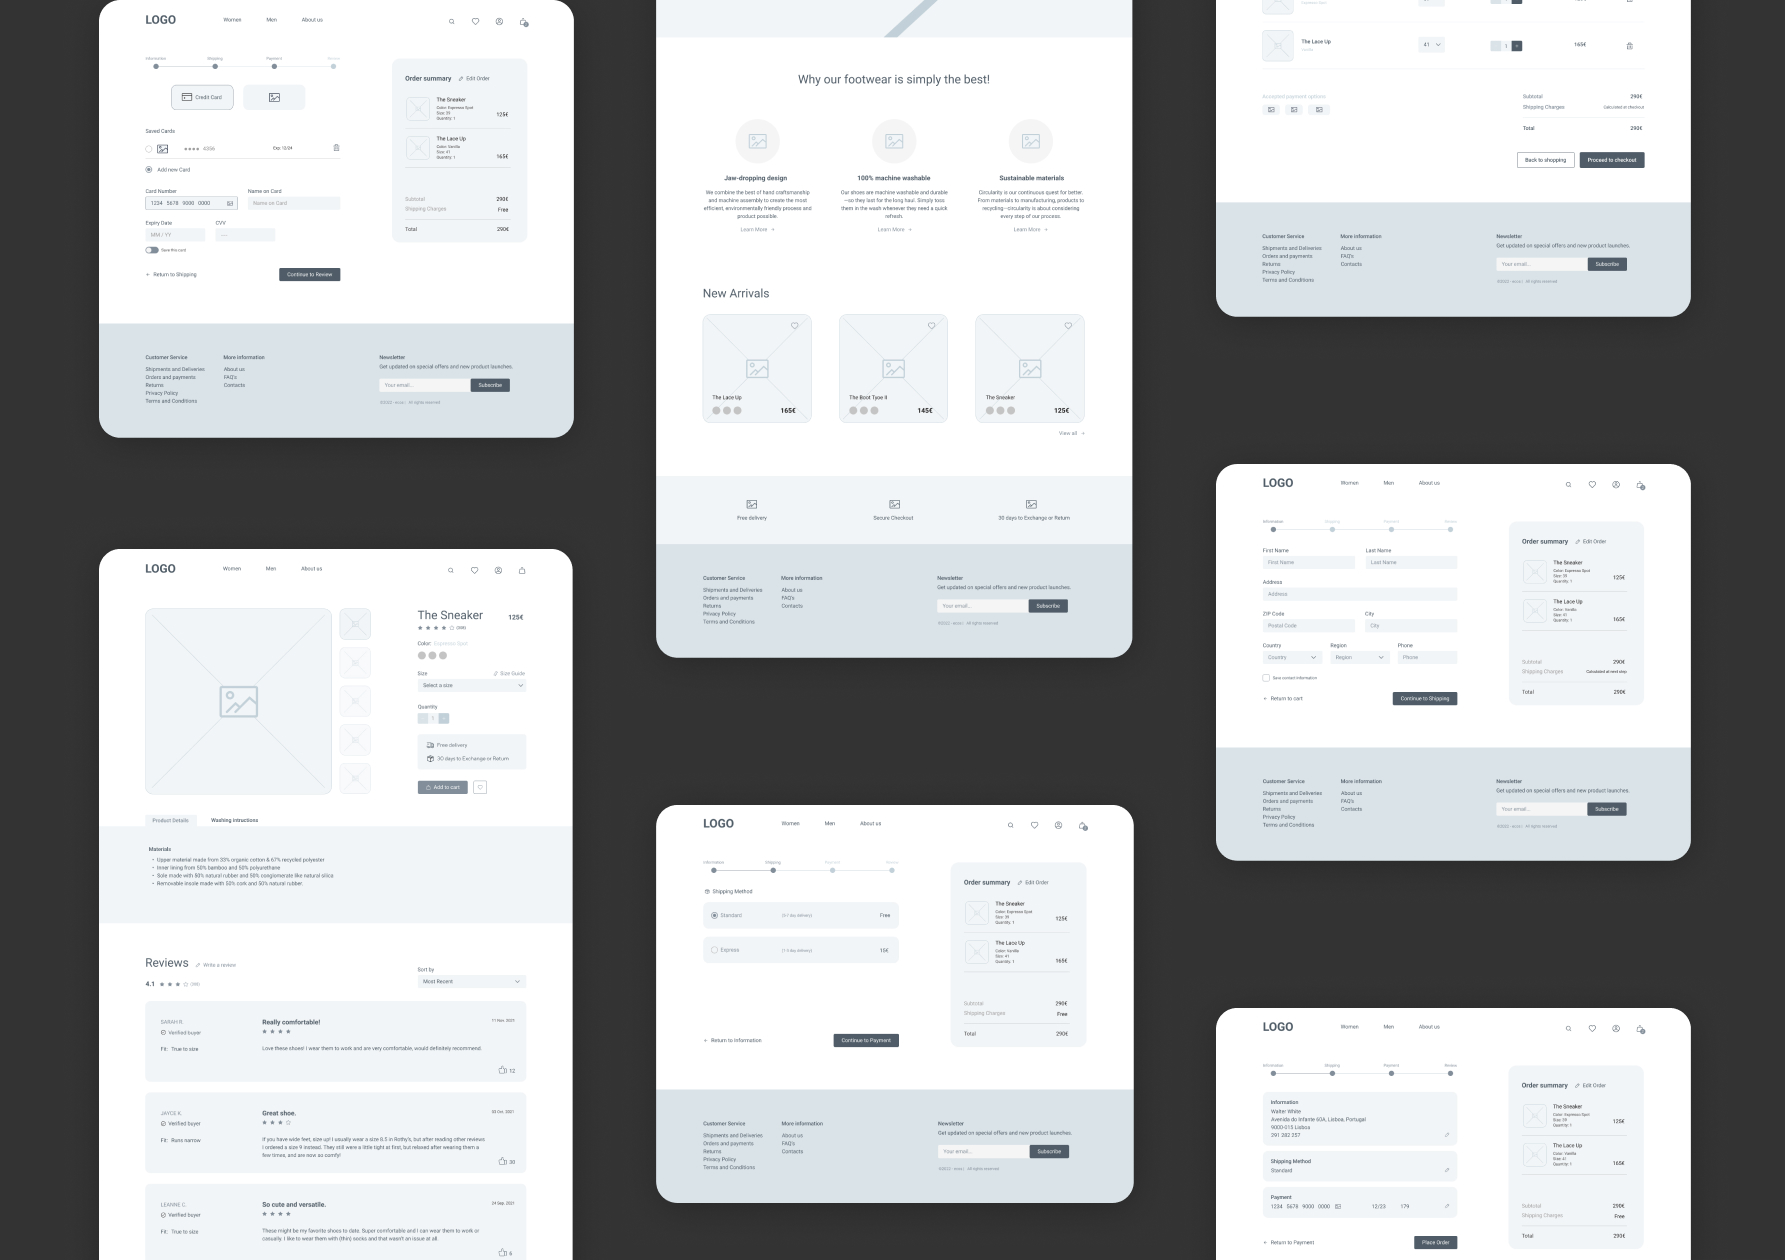 LOGO
Women Men About us
Information Shipping Payment Review
Credit Card
Saved Cards
4356 Exp: 12/24
Add new Card
Card Number Name on Card
1234 5678 9000 0000 Name on Card
Expiry Date CVV
MM / YY
Save this card
Return to Shipping Continue to Review
Order summary Edit Order
The Sneaker
Color: Espresso Spot
Size: 39
Quantity: 1
125€
The Lace Up
Color: Vanilla
Size: 41
Quantity: 1
165€
Subtotal 290€
Shipping Charges Free
Total 290€
Customer Service More information Newsletter
Shipments and Deliveries About us Get updated on special offers and new product launches.
Orders and payments FAQ's
Returns Contacts Your email... Subscribe
Privacy Policy
Terms and Conditions All rights reserved
LOGO
Women Men About us
The Sneaker 125€
Color: Espresso Spot
Size Size Guide
Select a size
Quantity
1
Free delivery
30 days to Exchange or Return
Add to cart
Product Details Washing intractions
Materials
• Upper material made from 33% organic cotton & 67% recycled polyester
• Inner lining from 50% bamboo and 50% polyurethane
• Sole made with 50% natural rubber and 50% conglomerate like natural silica
• Removable insole made with 50% cork and 50% natural rubber.
Reviews Write a review
4.1
Sort by
Most Recent
SARAH R.
Verified buyer
Fit: True to size
Really comfortable!
11 Nov. 2021
Love these shoes! I wear them to work and are very comfortable, would definitely recommend.
12
JAYCE K.
Verified buyer
Fit: Runs narrow
Great shoe.
03 Oct. 2021
If you have wide feet, size up! I usually wear a size 8.5 in Rothy's, but after reading other reviews
I ordered a size 9 instead. They still were a little tight at first, but relaxed after wearing them a
few times, and are now so comfy!
30
LEANNE G.
Verified buyer
Fit: True to size
So cute and versatile.
24 Sep. 2021
These might be my favorite shoes to date. Super comfortable and I can wear them to work or
casually. I like to wear them with (thin) socks and that wasn't an issue at all.
6
Why our footwear is simply the best!
Jaw-dropping design
We combine the best of hand craftsmanship
and machine assembly to create the most
efficient, environmentally friendly process and
product possible.
Learn More →
100% machine washable
Our shoes are machine washable and durable
—so they last for the long haul. Simply toss
them in the wash whenever they need a quick
refresh.
Learn More →
Sustainable materials
Circularity is our continuous quest for better.
From materials to manufacturing, products to
recycling—circularity is about considering
every step of our process.
Learn More →
New Arrivals
The Lace Up
165€
The Boot Tyoe II
145€
The Sneaker
125€
View all →
Free delivery Secure Checkout 30 days to Exchange or Return
Customer Service More information Newsletter
Shipments and Deliveries About us Get updated on special offers and new product launches.
Orders and payments FAQ's
Returns Contacts Your email... Subscribe
Privacy Policy
Terms and Conditions All rights reserved
LOGO
Women Men About us
Information Shipping Payment Review
Shipping Method
Standard Free
Express 15€
Return to Information Continue to Payment
Order summary Edit Order
The Sneaker
Color: Espresso Spot
Size: 39
Quantity: 1
125€
The Lace Up
Color: Vanilla
Size: 41
Quantity: 1
165€
Subtotal 290€
Shipping Charges Free
Total 290€
Customer Service More information Newsletter
Shipments and Deliveries About us Get updated on special offers and new product launches.
Orders and payments FAQ's
Returns Contacts Your email... Subscribe
Privacy Policy
Terms and Conditions All rights reserved
The Lace Up 41 1 165€
Accepted payment options
Subtotal 290€
Shipping Charges Calculated at checkout
Total 290€
Back to shopping Proceed to checkout
Customer Service More information Newsletter
Shipments and Deliveries About us Get updated on special offers and new product launches.
Orders and payments FAQ's
Returns Contacts Your email... Subscribe
Privacy Policy
Terms and Conditions All rights reserved
LOGO
Women Men About us
Information Shipping Payment Review
First Name Last Name
First Name Last Name
Address
Address
ZIP Code City
Postal Code City
Country Region Phone
Country Region Phone
Save contact information
Return to cart Continue to Shipping
Order summary Edit Order
The Sneaker
Color: Espresso Spot
Size: 39
Quantity: 1
125€
The Lace Up
Color: Vanilla
Size: 41
Quantity: 1
165€
Subtotal 290€
Shipping Charges Calculated at next step
Total 290€
Customer Service More information Newsletter
Shipments and Deliveries About us Get updated on special offers and new product launches.
Orders and payments FAQ's
Returns Contacts Your email... Subscribe
Privacy Policy
Terms and Conditions All rights reserved
LOGO
Women Men About us
Information Shipping Payment Review
Information
Walter White
Avenida do Infante 60A, Lisboa, Portugal
9000-015 Lisboa
291 282 257
Shipping Method
Standard
Payment
1234 5678 9000 0000 12/23 179
Return to Payment Place Order
Order summary Edit Order
The Sneaker
Color: Espresso Spot
Size: 39
Quantity: 1
125€
The Lace Up
Color: Vanilla
Size: 41
Quantity: 1
165€
Subtotal 290€
Shipping Charges Free
Total 290€